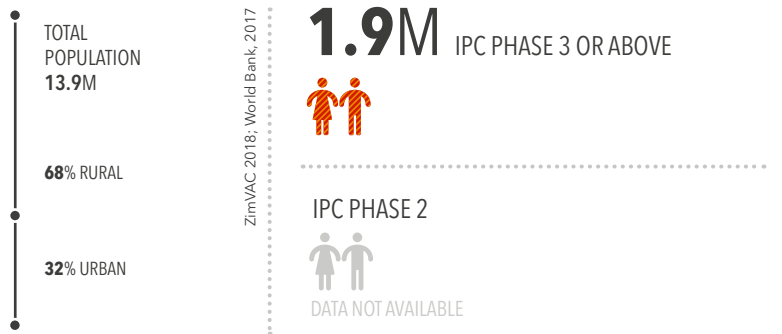 TOTAL
POPULATION
13.9M
68% RURAL
32% URBAN
ZimVAC 2018; World Bank, 2017
1.9M IPC PHASE 3 OR ABOVE
IPC PHASE 2
DATA NOT AVAILABLE